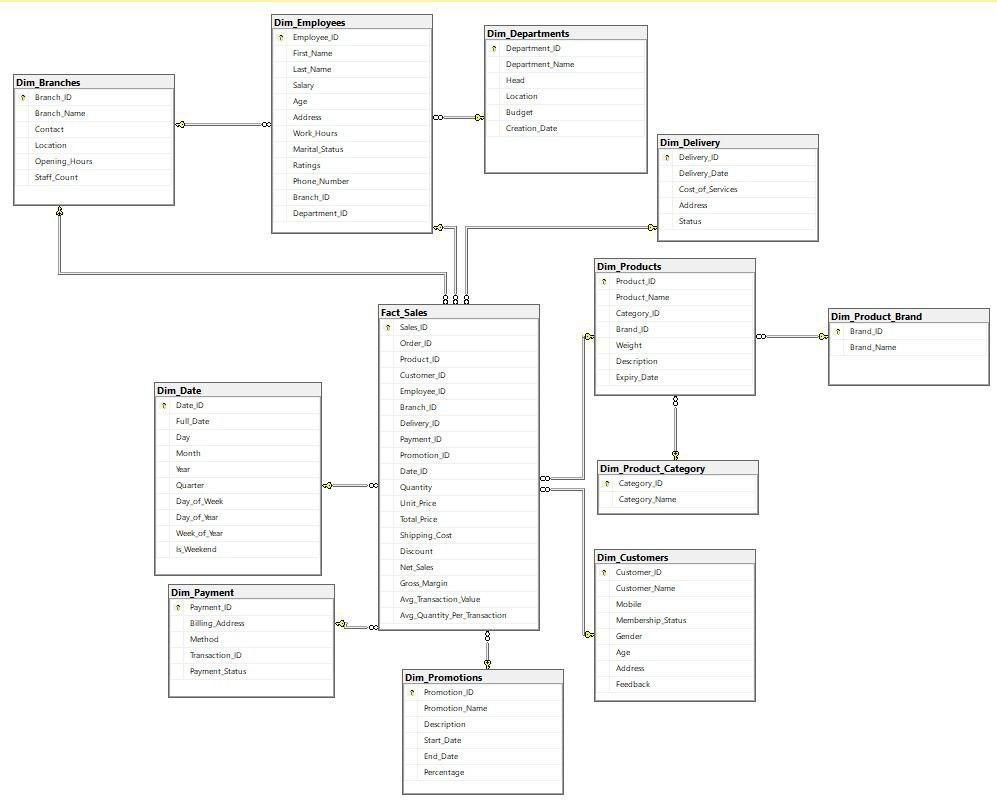 Dim_Employees
Employee_ID
First_Name
Last_Name
Salary
Age
Address
Work_Hours
Marital_Status
Ratings
Phone_Number
Branch_ID
Department_ID
Dim_Departments
Department_ID
Department_Name
Head
Location
Budget
Creation_Date
Dim_Branches
Branch_ID
Branch_Name
Contact
Location
Opening_Hours
Staff_Count
Dim_Delivery
Delivery_ID
Delivery_Date
Cost_of_Services
Address
Status
Dim_Products
Product_ID
Product_Name
Category_ID
Brand_ID
Weight
Description
Expiry_Date
Dim_Product_Brand
Brand_ID
Brand_Name
Fact_Sales
Sales_ID
Order_ID
Product_ID
Customer_ID
Employee_ID
Branch_ID
Delivery_ID
Payment_ID
Promotion_ID
Date_ID
Quantity
Unit_Price
Total_Price
Shipping_Cost
Discount
Net_Sales
Gross_Margin
Avg_Transaction_Value
Avg_Quantity_Per_Transaction
Dim_Date
Date_ID
Full_Date
Day
Month
Year
Quarter
Day_of_Week
Day_of_Year
Week_of_Year
Is_Weekend
Dim_Product_Category
Category_ID
Category_Name
Dim_Customers
Customer_ID
Customer_Name
Mobile
Membership_Status
Gender
Age
Address
Feedback
Dim_Payment
Payment_ID
Billing_Address
Method
Transaction_ID
Payment_Status
Dim_Promotions
Promotion_ID
Promotion_Name
Description
Start_Date
End_Date
Percentage